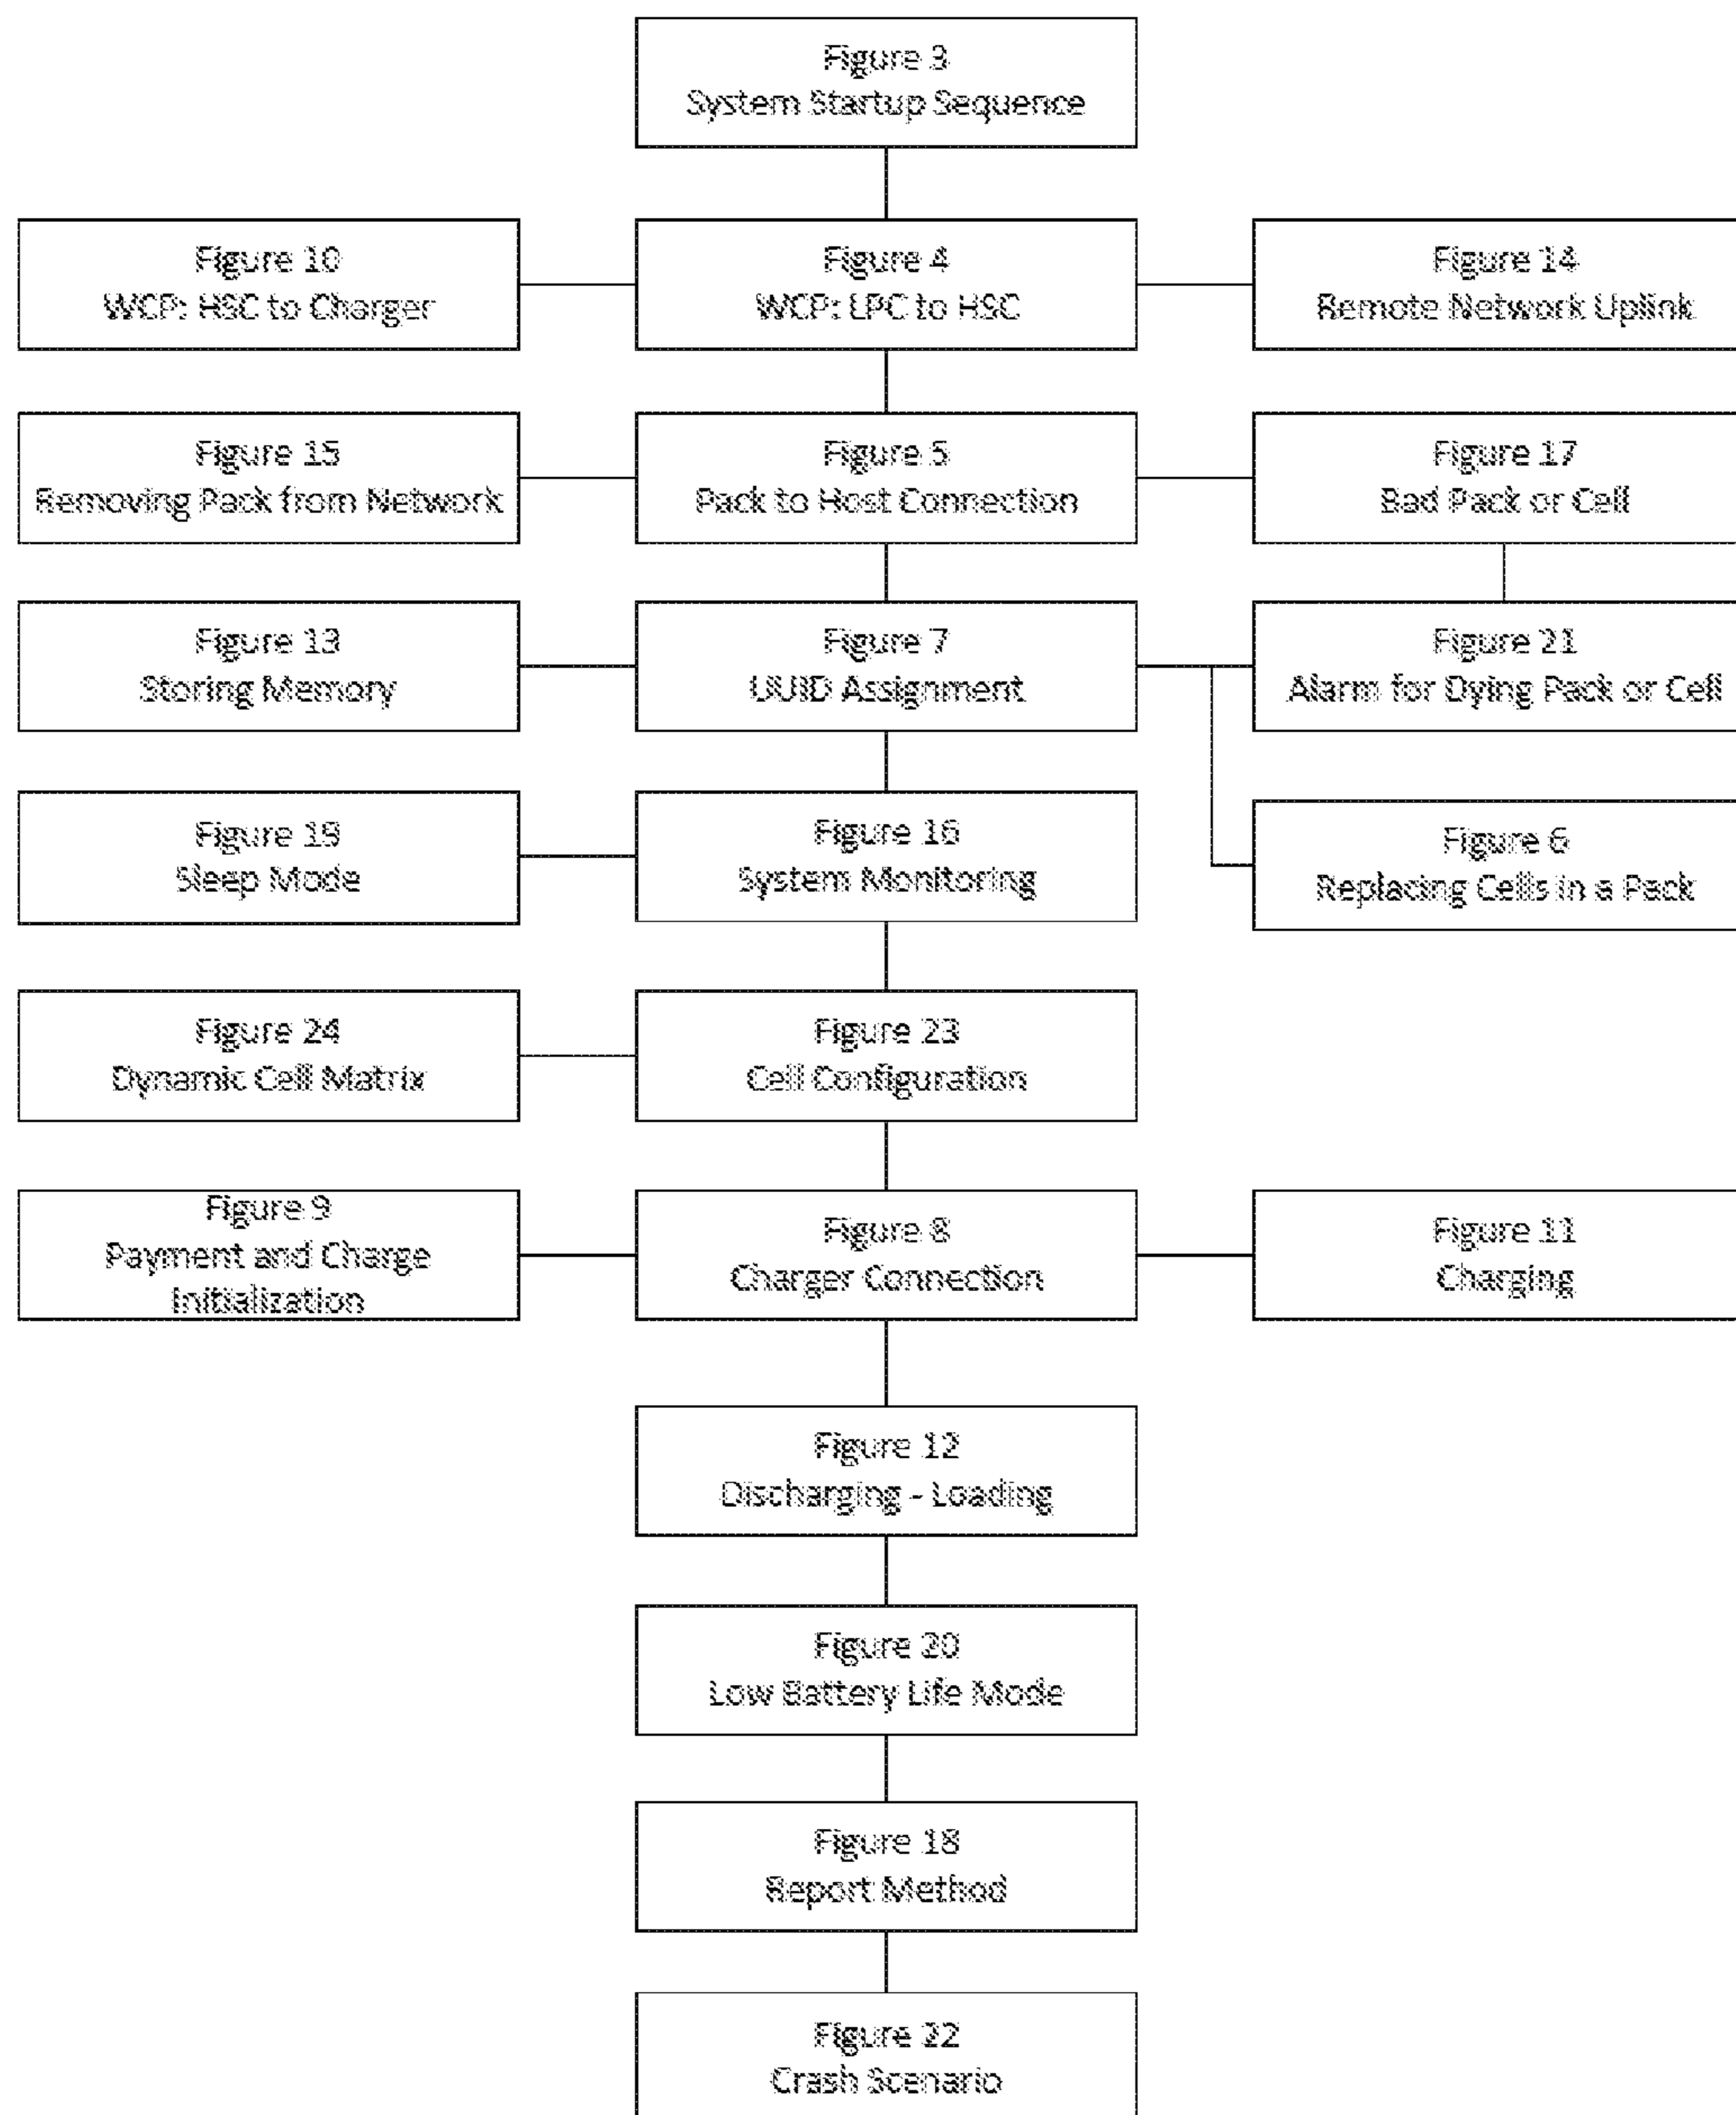 Figure 3
System Startup Sequence
Figure 10
WCP: HSC to Charger
Figure 4
WCP: LPC to HSC
Figure 14
Remote Network Uplink
Figure 15
Removing Pack from Network
Figure 5
Pack to Host Connection
Figure 17
Bad Pack or Cell
Figure 13
Storing Memory
Figure 7
UUID Assignment
Figure 21
Alarm for Dying Pack or Cell
Figure 19
Sleep Mode
Figure 16
System Monitoring
Figure 6
Replacing Cells in a Pack
Figure 24
Dynamic Cell Matrix
Figure 23
Cell Configuration
Figure 9
Payment and Charge
Initialization
Figure 8
Charger Connection
Figure 11
Charging
Figure 12
Discharging - Loading
Figure 20
Low Battery Life Mode
Figure 18
Report Method
Figure 22
Crash Scenario